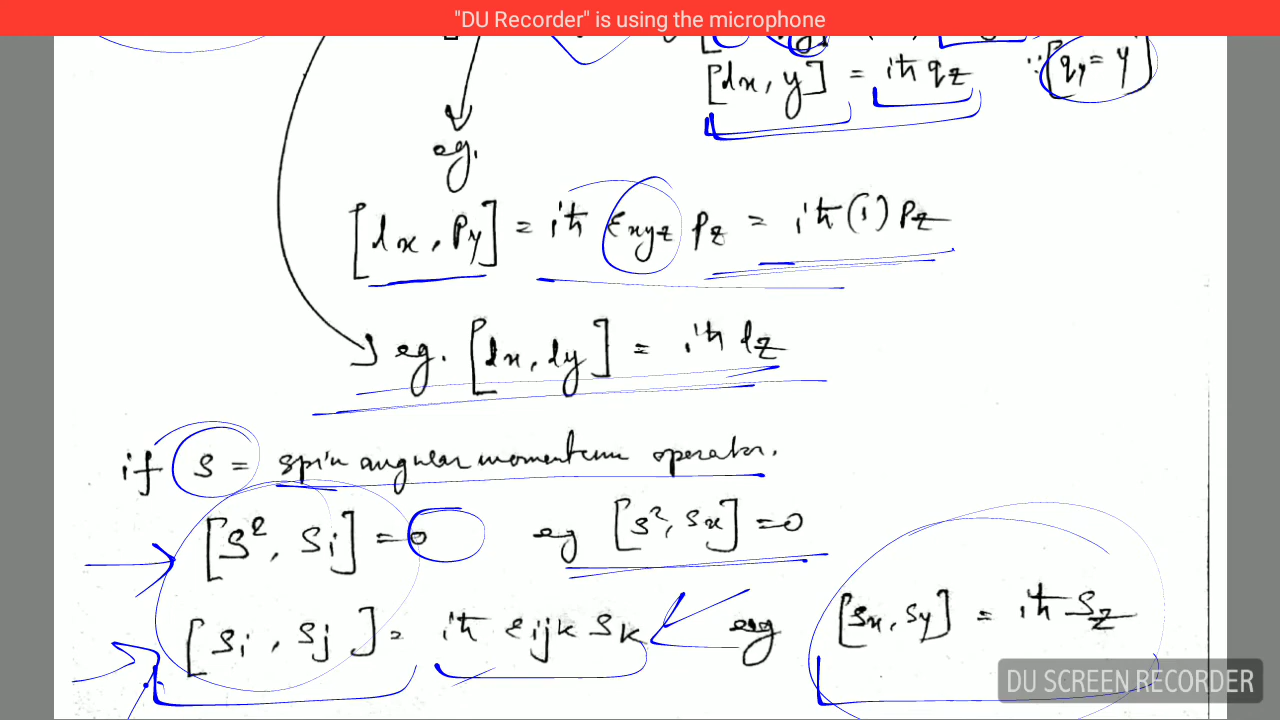 "DU Recorder" is using the microphone
[lx, y] = iħ qz ∵ [qy = y]
eg.
[lx, Py] = iħ εxyz Pz = iħ(1) Pz
eg. [lx, ly] = iħ lz
if S = spin angular momentum operator.
[S², Si] = 0 eg [S², Sx] = 0
[Si, Sj] = iħ εijk Sk eg [Sx, Sy] = iħ Sz
DU SCREEN RECORDER